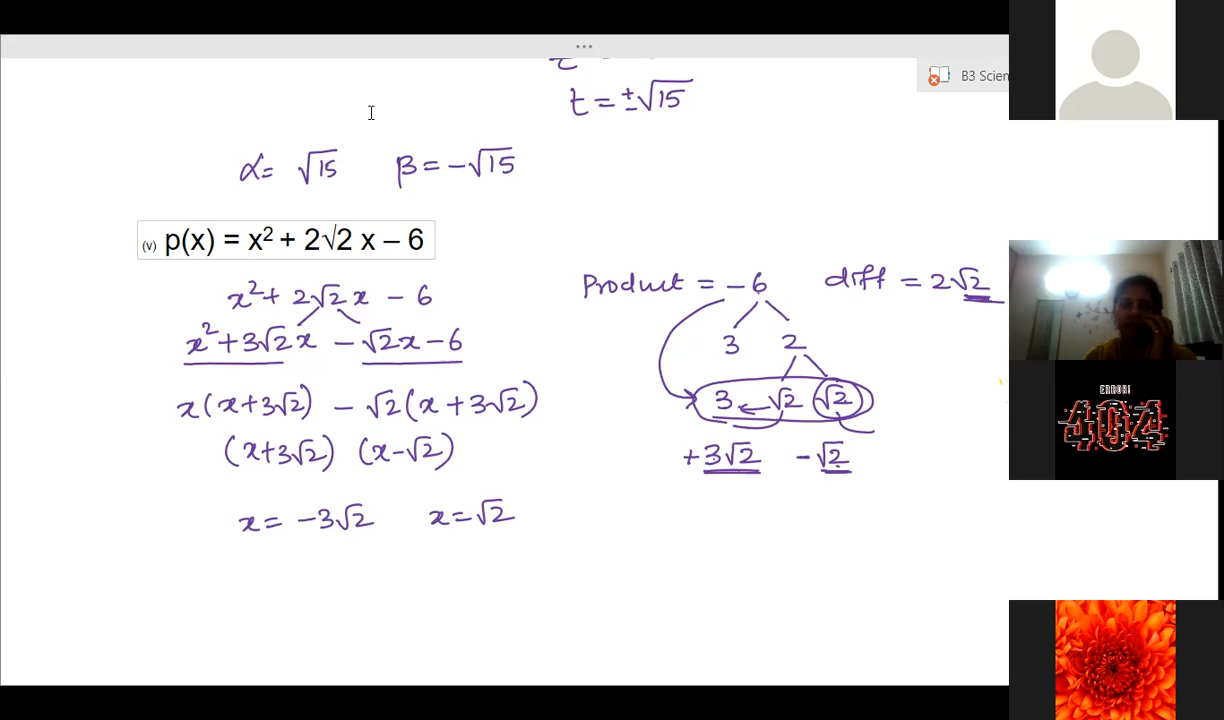 t = ±√15
B3 Scien
α = √15 β = -√15
(v) p(x) = x² + 2√2 x – 6
x² + 2√2 x - 6
Product = -6 diff = 2√2
x² + 3√2 x - √2x - 6
3 2
x(x+3√2) - √2(x+3√2)
3 √2 √2
(x+3√2) (x-√2)
+3√2 -√2
x = -3√2 x = √2
ERROR!
404